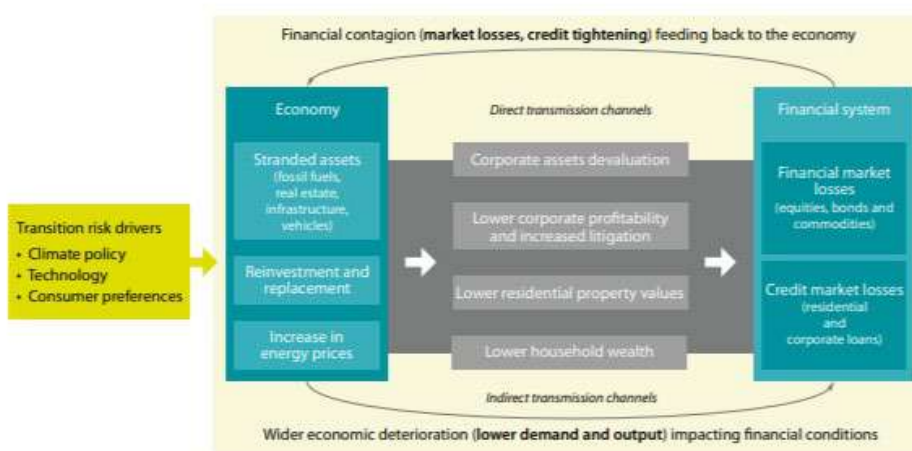 Financial contagion (market losses, credit tightening) feeding back to the economy
Economy
Direct transmission channels
Financial system
Stranded assets
(fossil fuels,
real estate,
infrastructure,
vehicles)
Reinvestment and
replacement
Increase in
energy prices
Corporate assets devaluation
Lower corporate profitability
and increased litigation
Lower residential property values
Lower household wealth
Financial market
losses
(equities, bonds and
commodities)
Credit market losses
(residential
and
corporate loans)
Transition risk drivers
• Climate policy
• Technology
• Consumer preferences
Indirect transmission channels
Wider economic deterioration (lower demand and output) impacting financial conditions